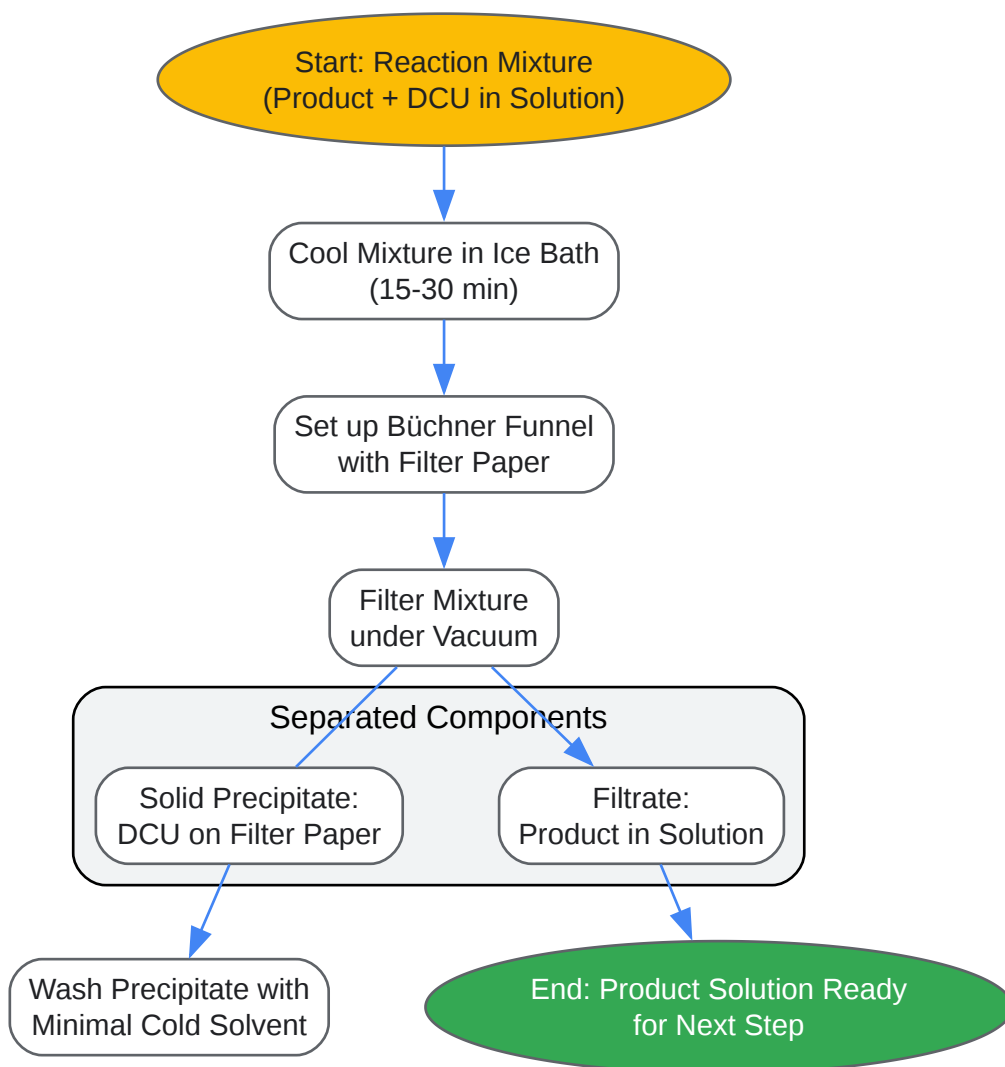 Start: Reaction Mixture
(Product + DCU in Solution)
Cool Mixture in Ice Bath
(15-30 min)
Set up Büchner Funnel
with Filter Paper
Filter Mixture
under Vacuum
Separated Components
Solid Precipitate:
DCU on Filter Paper
Filtrate:
Product in Solution
Wash Precipitate with
Minimal Cold Solvent
End: Product Solution Ready
for Next Step